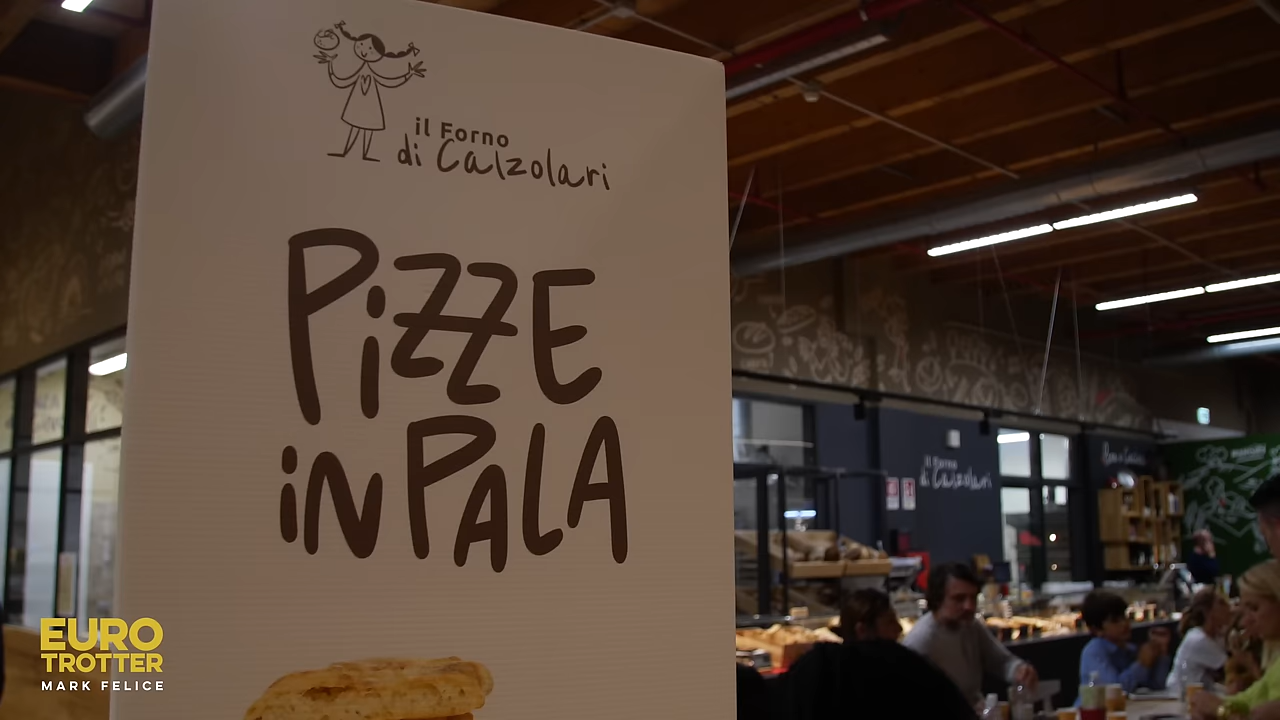 il Forno
di Calzolari
PiZZE
iN PALA
il Forno
di Calzolari
EURO
TROTTER
MARK FELICE